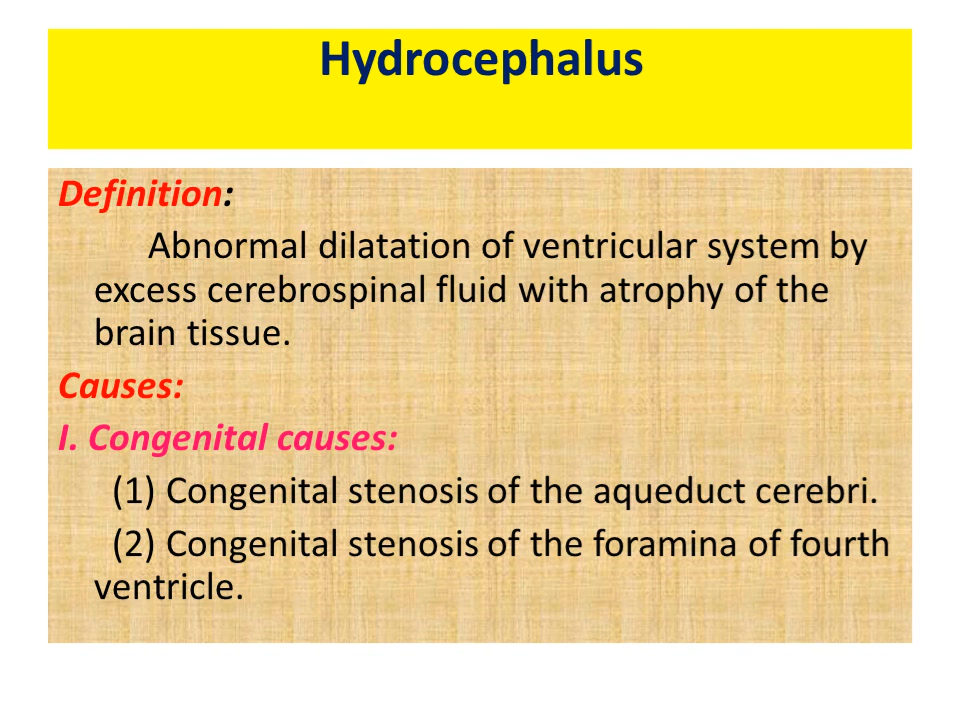 Hydrocephalus
Definition:
Abnormal dilatation of ventricular system by
excess cerebrospinal fluid with atrophy of the
brain tissue.
Causes:
I. Congenital causes:
(1) Congenital stenosis of the aqueduct cerebri.
(2) Congenital stenosis of the foramina of fourth
ventricle.